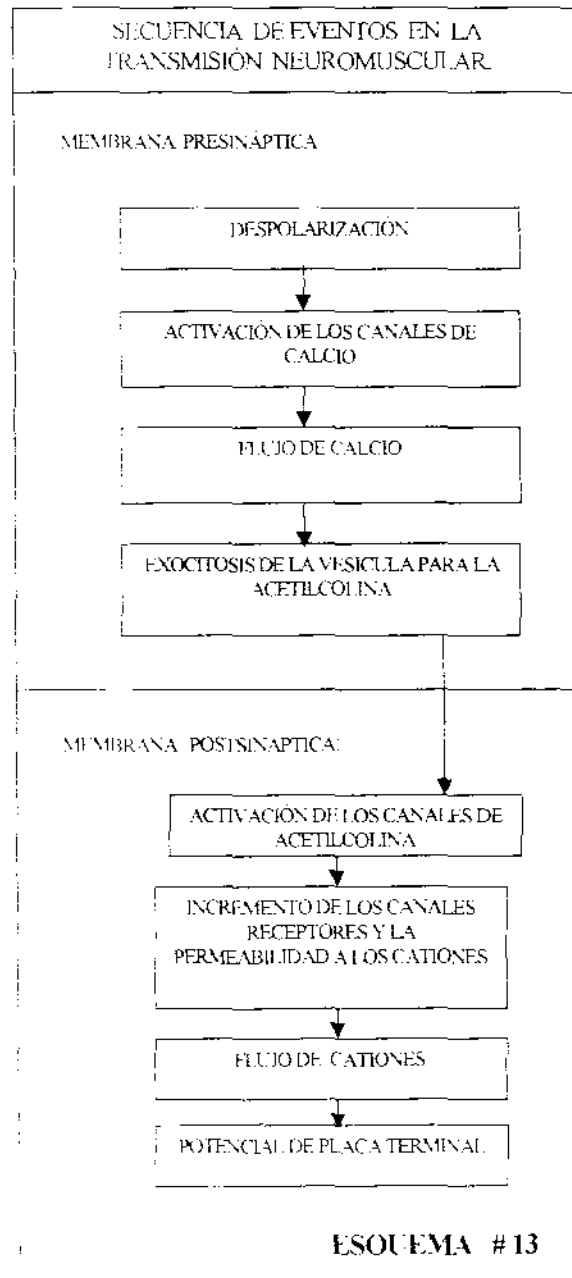 SECUENCIA DE EVENTOS EN LA
TRANSMISIÓN NEUROMUSCULAR
MEMBRANA PRESINÁPTICA
DESPOLARIZACIÓN
ACTIVACIÓN DE LOS CANALES DE
CALCIO
FLUJO DE CALCIO
EXOCITOSIS DE LA VESICULA PARA LA
ACETILCOLINA
MEMBRANA POSTSINAPTICA:
ACTIVACIÓN DE LOS CANALES DE
ACETILCOLINA
INCREMENTO DE LOS CANALES
RECEPTORES Y LA
PERMEABILIDAD A LOS CATIONES
FLUJO DE CATIONES
POTENCIAL DE PLACA TERMINAL
ESQUEMA #13